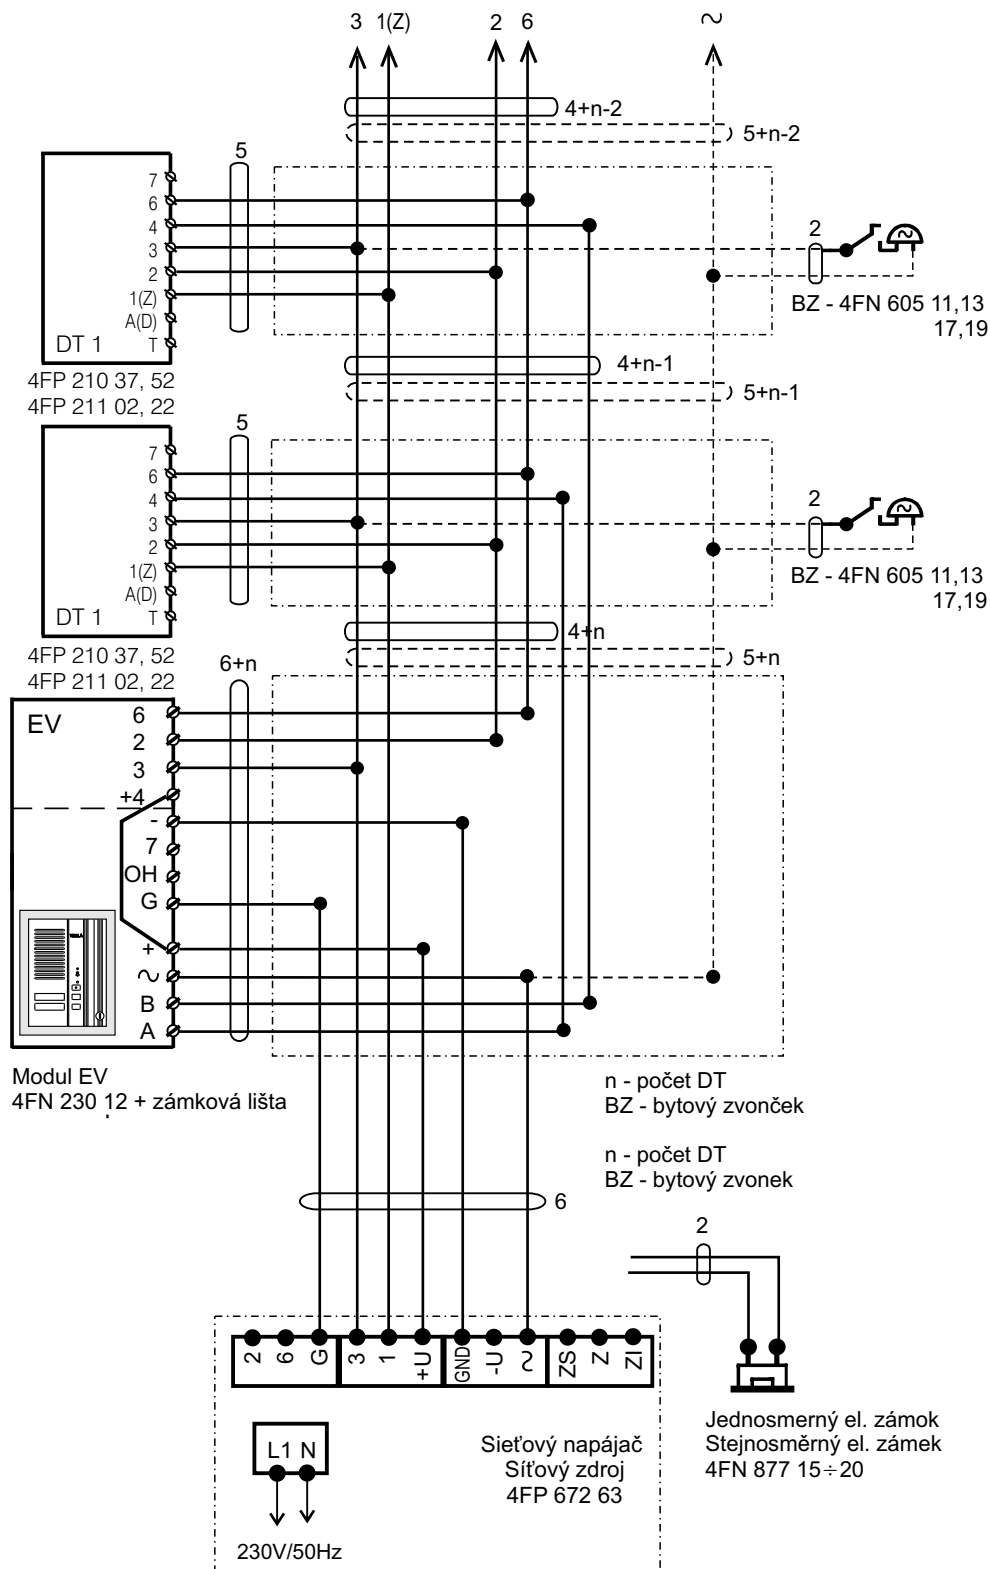 3 1(Z) 2 6 ~
4+n-2
5+n-2
5
7
6
4
3
2
1(Z)
A(D)
T
DT 1
2
BZ - 4FN 605 11,13
17,19
4FP 210 37, 52
4FP 211 02, 22
4+n-1
5+n-1
5
7
6
4
3
2
1(Z)
A(D)
T
DT 1
2
BZ - 4FN 605 11,13
17,19
4FP 210 37, 52
4FP 211 02, 22
4+n
5+n
6+n
EV
6
2
3
+4
-
7
OH
G
+
~
B
A
Modul EV
4FN 230 12 + zámková lišta
n - počet DT
BZ - bytový zvonček
n - počet DT
BZ - bytový zvonek
6
2
2 6 G 3 1 +U GND -U ~ ZS Z ZI
L1 N
230V/50Hz
Sieťový napájač
Síťový zdroj
4FP 672 63
Jednosmerný el. zámok
Stejnosměrný el. zámek
4FN 877 15÷20